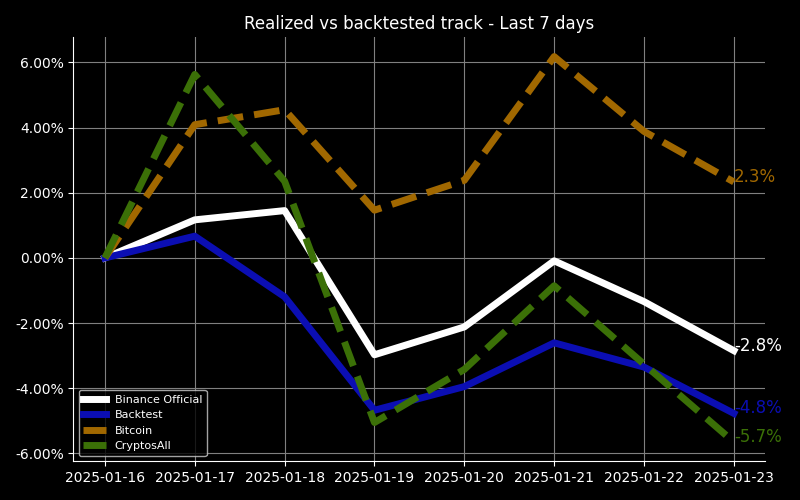 Realized vs backtested track - Last 7 days
6.00%
4.00%
2.00%
0.00%
-2.00%
-4.00%
-6.00%
2.3%
-2.8%
-4.8%
-5.7%
Binance Official
Backtest
Bitcoin
CryptosAll
2025-01-16 2025-01-17 2025-01-18 2025-01-19 2025-01-20 2025-01-21 2025-01-22 2025-01-23